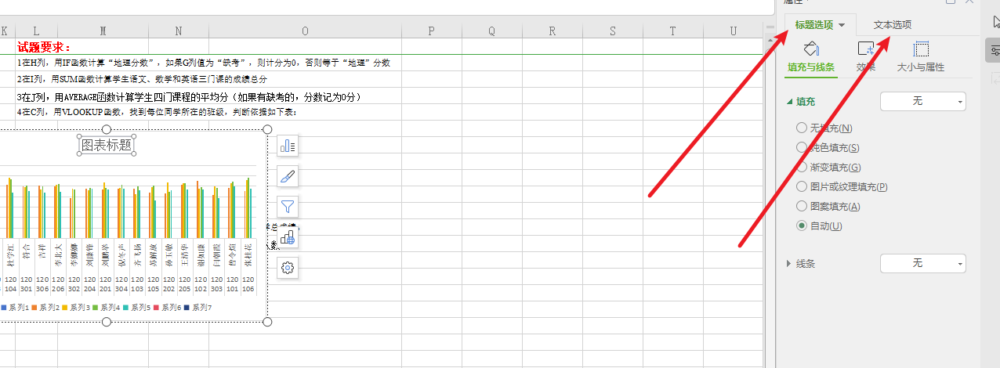 属性
标题选项 文本选项
K L M N O P Q R S T U
填充与线条 效果 大小与属性
试题要求：
1在H列，用IF函数计算“地理分数”，如果G列值为“缺考”，则计分为0，否则等于“地理”分数
2在I列，用SUM函数计算学生语文、数学和英语三门课的成绩总分
3在J列，用AVERAGE函数计算学生四门课程的平均分（如果有缺考的，分数记为0分）
4在C列，用VLOOKUP函数，找到每位同学所在的班级，判断依据如下表：
填充 无
无填充(N)
纯色填充(S)
渐变填充(G)
图片或纹理填充(P)
图案填充(A)
自动(U)
线条 无
图表标题
总成绩。
人数
杜学江 符合 吉祥 李北大 李娜娜 刘康锋 刘鹏举 倪冬声 齐飞扬 苏解放 孙玉敏 王清华 谢如康 闫朝霞 曾令煊 张桂花
120104 120301 120306 120206 120302 120204 120201 120304 120103 120105 120202 120205 120102 120303 120101 120106
系列1 系列2 系列3 系列4 系列5 系列6 系列7